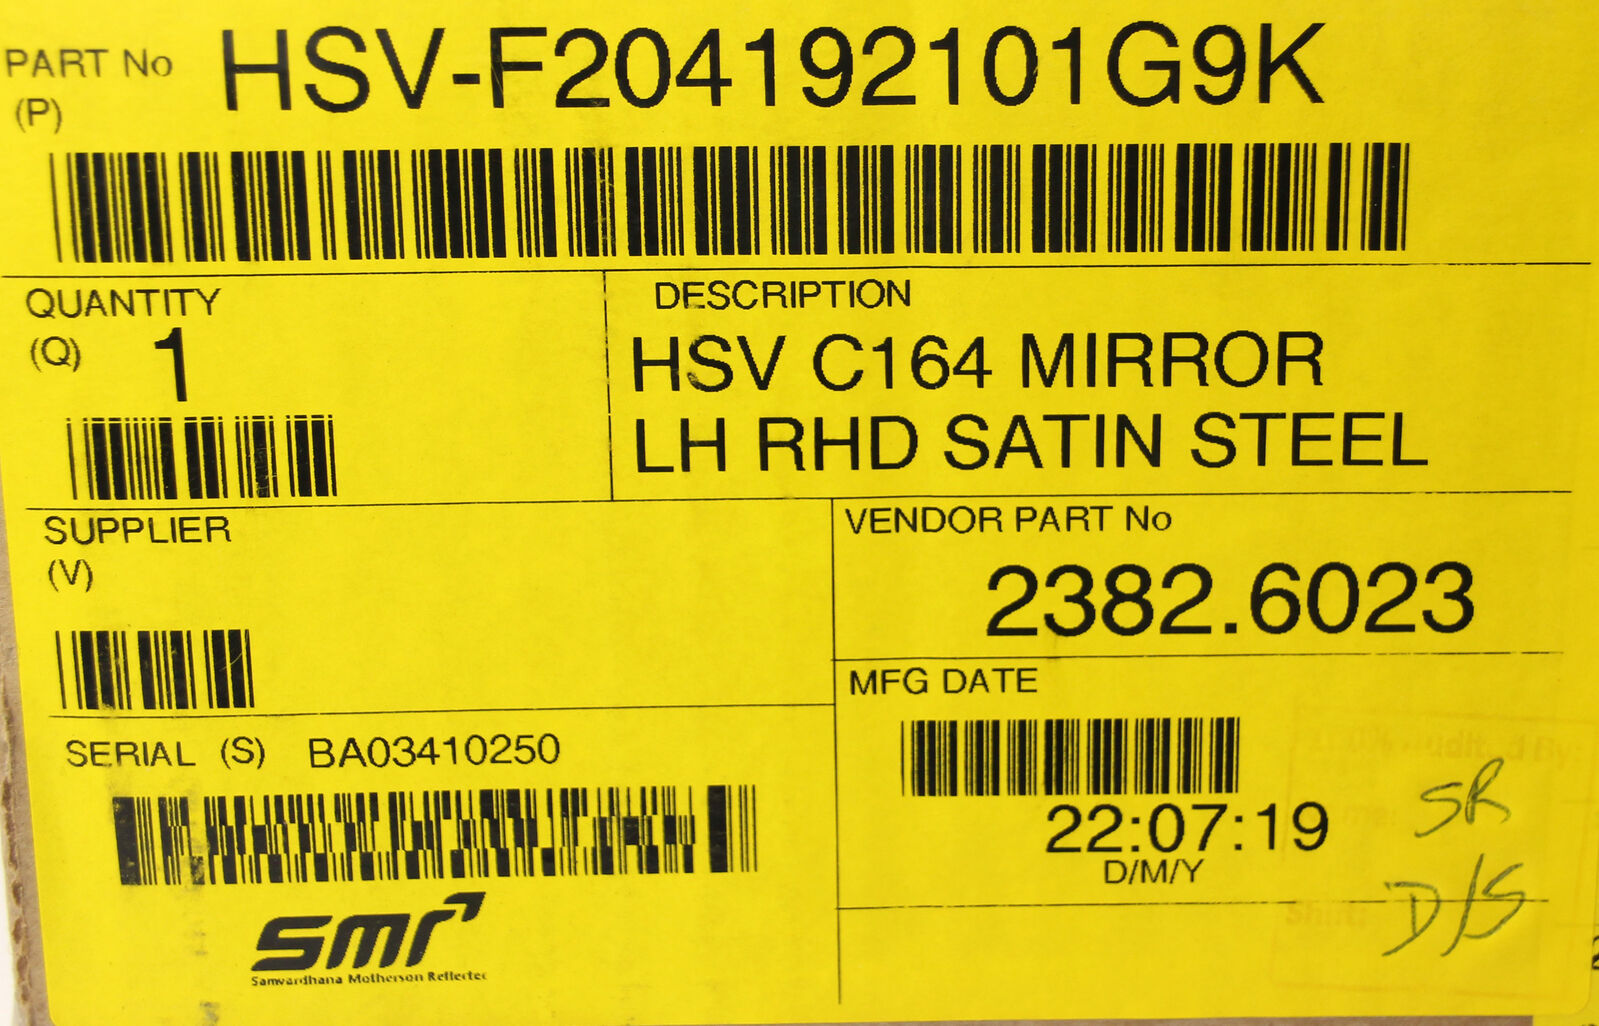 PART No HSV-F204192101G9K
(P)
QUANTITY
(Q) 1
DESCRIPTION
HSV C164 MIRROR
LH RHD SATIN STEEL
SUPPLIER
(V)
VENDOR PART No
2382.6023
MFG DATE
22:07:19
D/M/Y
SERIAL (S) BA03410250
smr
Samvardhana Motherson Reflectec
SR
Shift: D/S